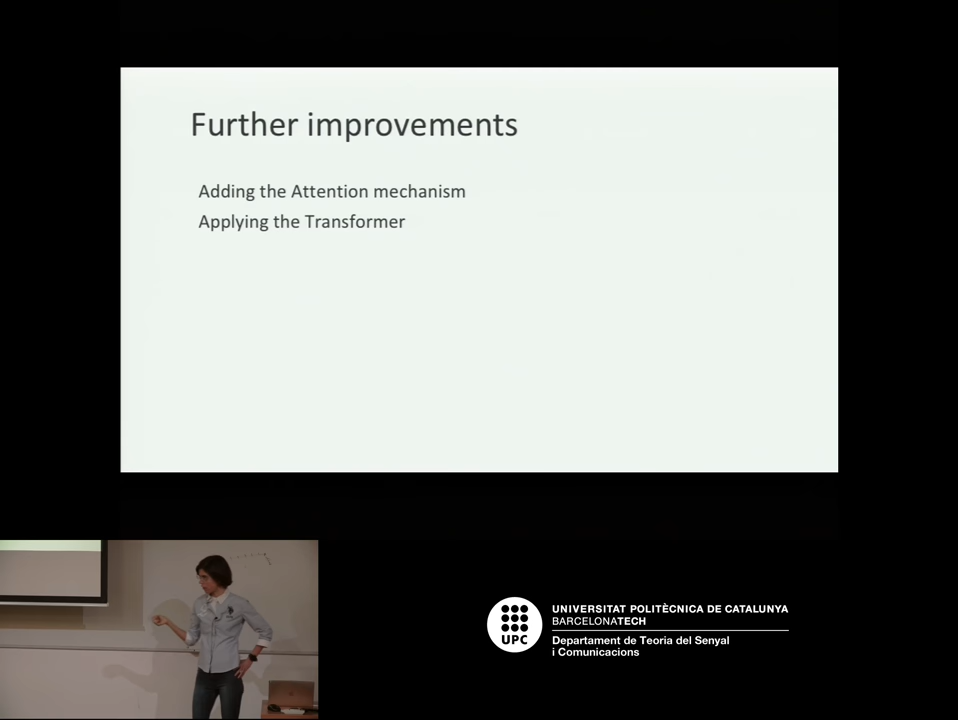 Further improvements
Adding the Attention mechanism
Applying the Transformer
UPC
UNIVERSITAT POLITÈCNICA DE CATALUNYA
BARCELONATECH
Departament de Teoria del Senyal
i Comunicacions